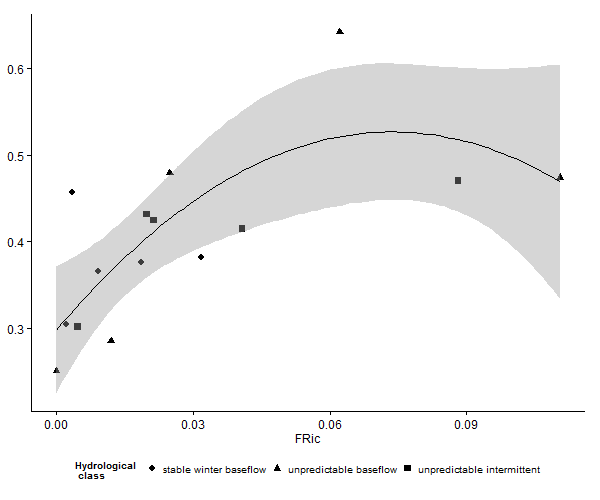 0.6
0.5
0.4
0.3
0.00 0.03 0.06 0.09
FRic
Hydrological
class
stable winter baseflow unpredictable baseflow unpredictable intermittent